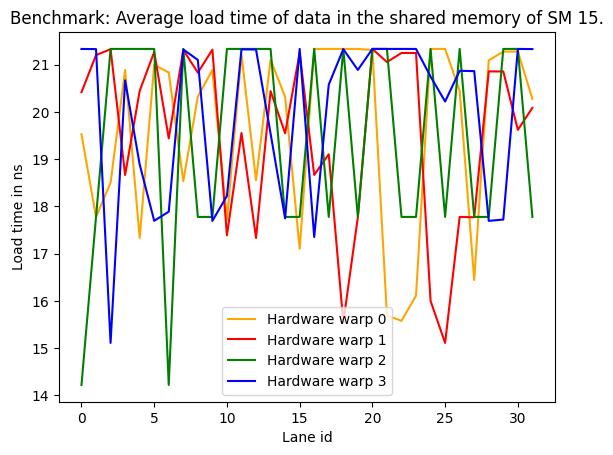 Benchmark: Average load time of data in the shared memory of SM 15.
Load time in ns
21
20
19
18
17
16
15
14
Hardware warp 0
Hardware warp 1
Hardware warp 2
Hardware warp 3
0 5 10 15 20 25 30
Lane id